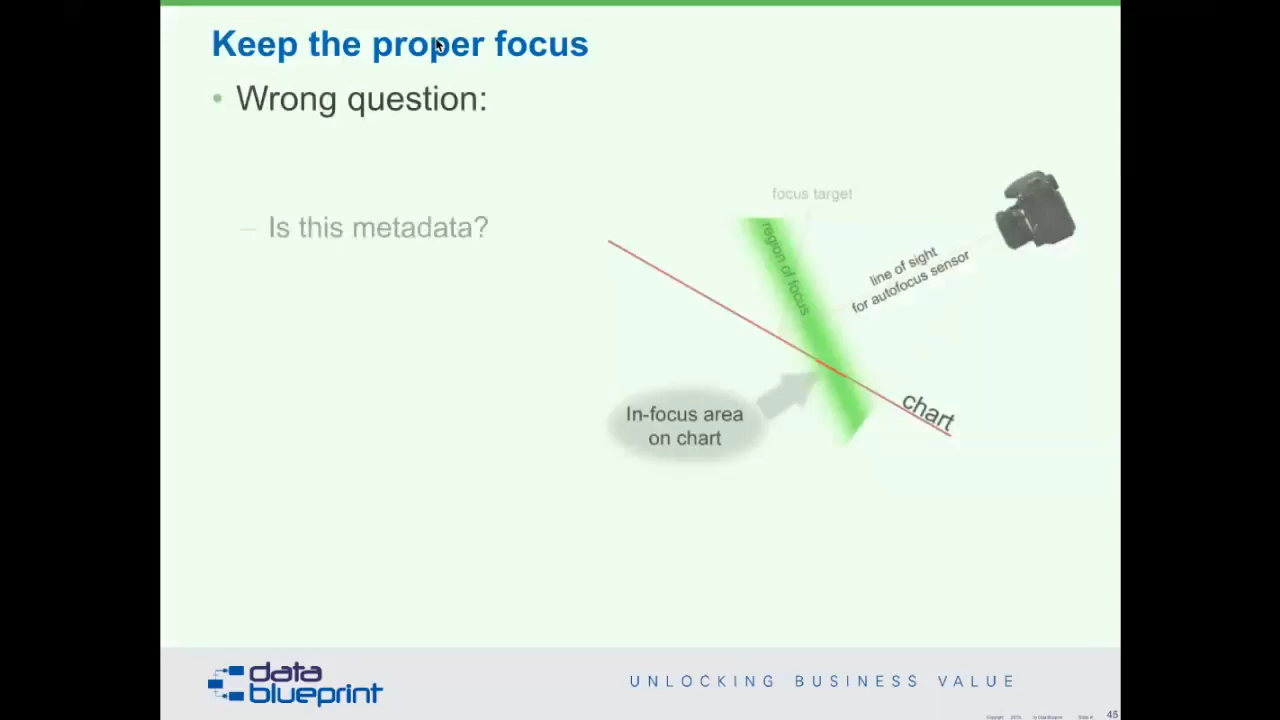 Keep the proper focus
• Wrong question:
– Is this metadata?
focus target
region of focus
line of sight
for autofocus sensor
In-focus area
on chart
chart
data
blueprint
UNLOCKING BUSINESS VALUE
45